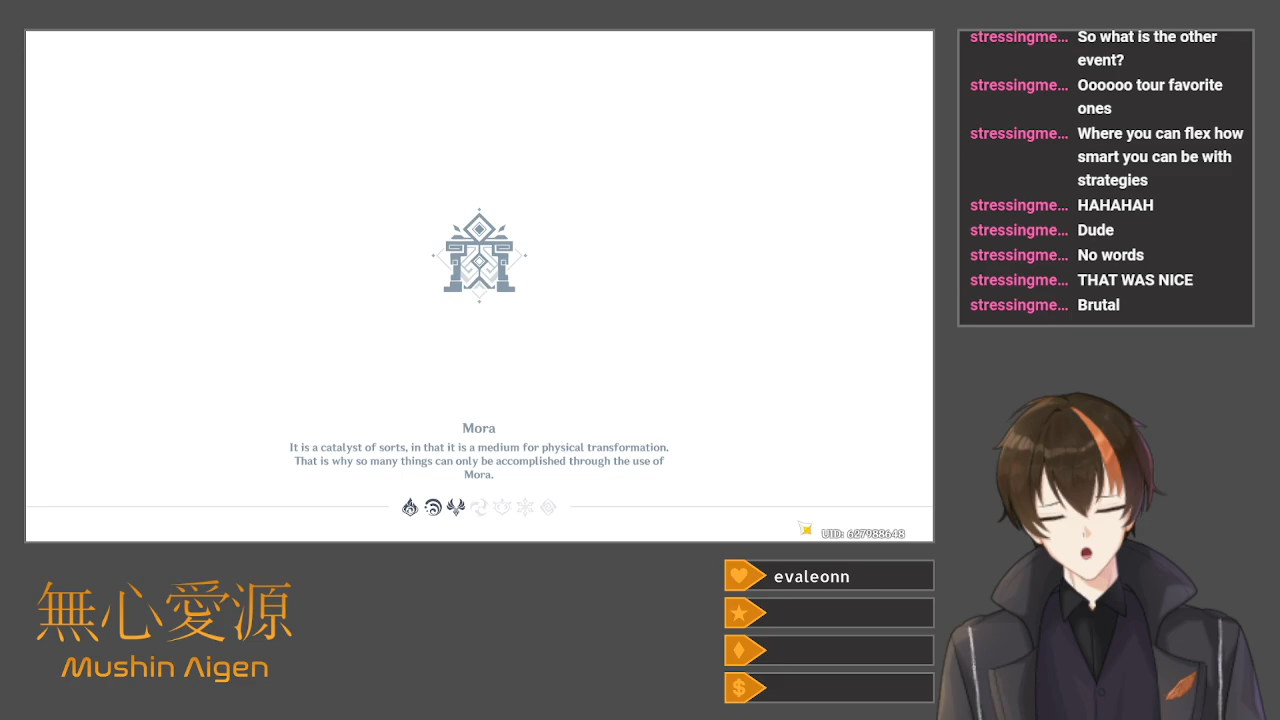 Mora
It is a catalyst of sorts, in that it is a medium for physical transformation.
That is why so many things can only be accomplished through the use of
Mora.
UID: 627988648
stressingme... So what is the other
event?
stressingme... Oooooo tour favorite
ones
stressingme... Where you can flex how
smart you can be with
strategies
stressingme... HAHAHAH
stressingme... Dude
stressingme... No words
stressingme... THAT WAS NICE
stressingme... Brutal
evaleonn
無心愛源
Mushin Aigen